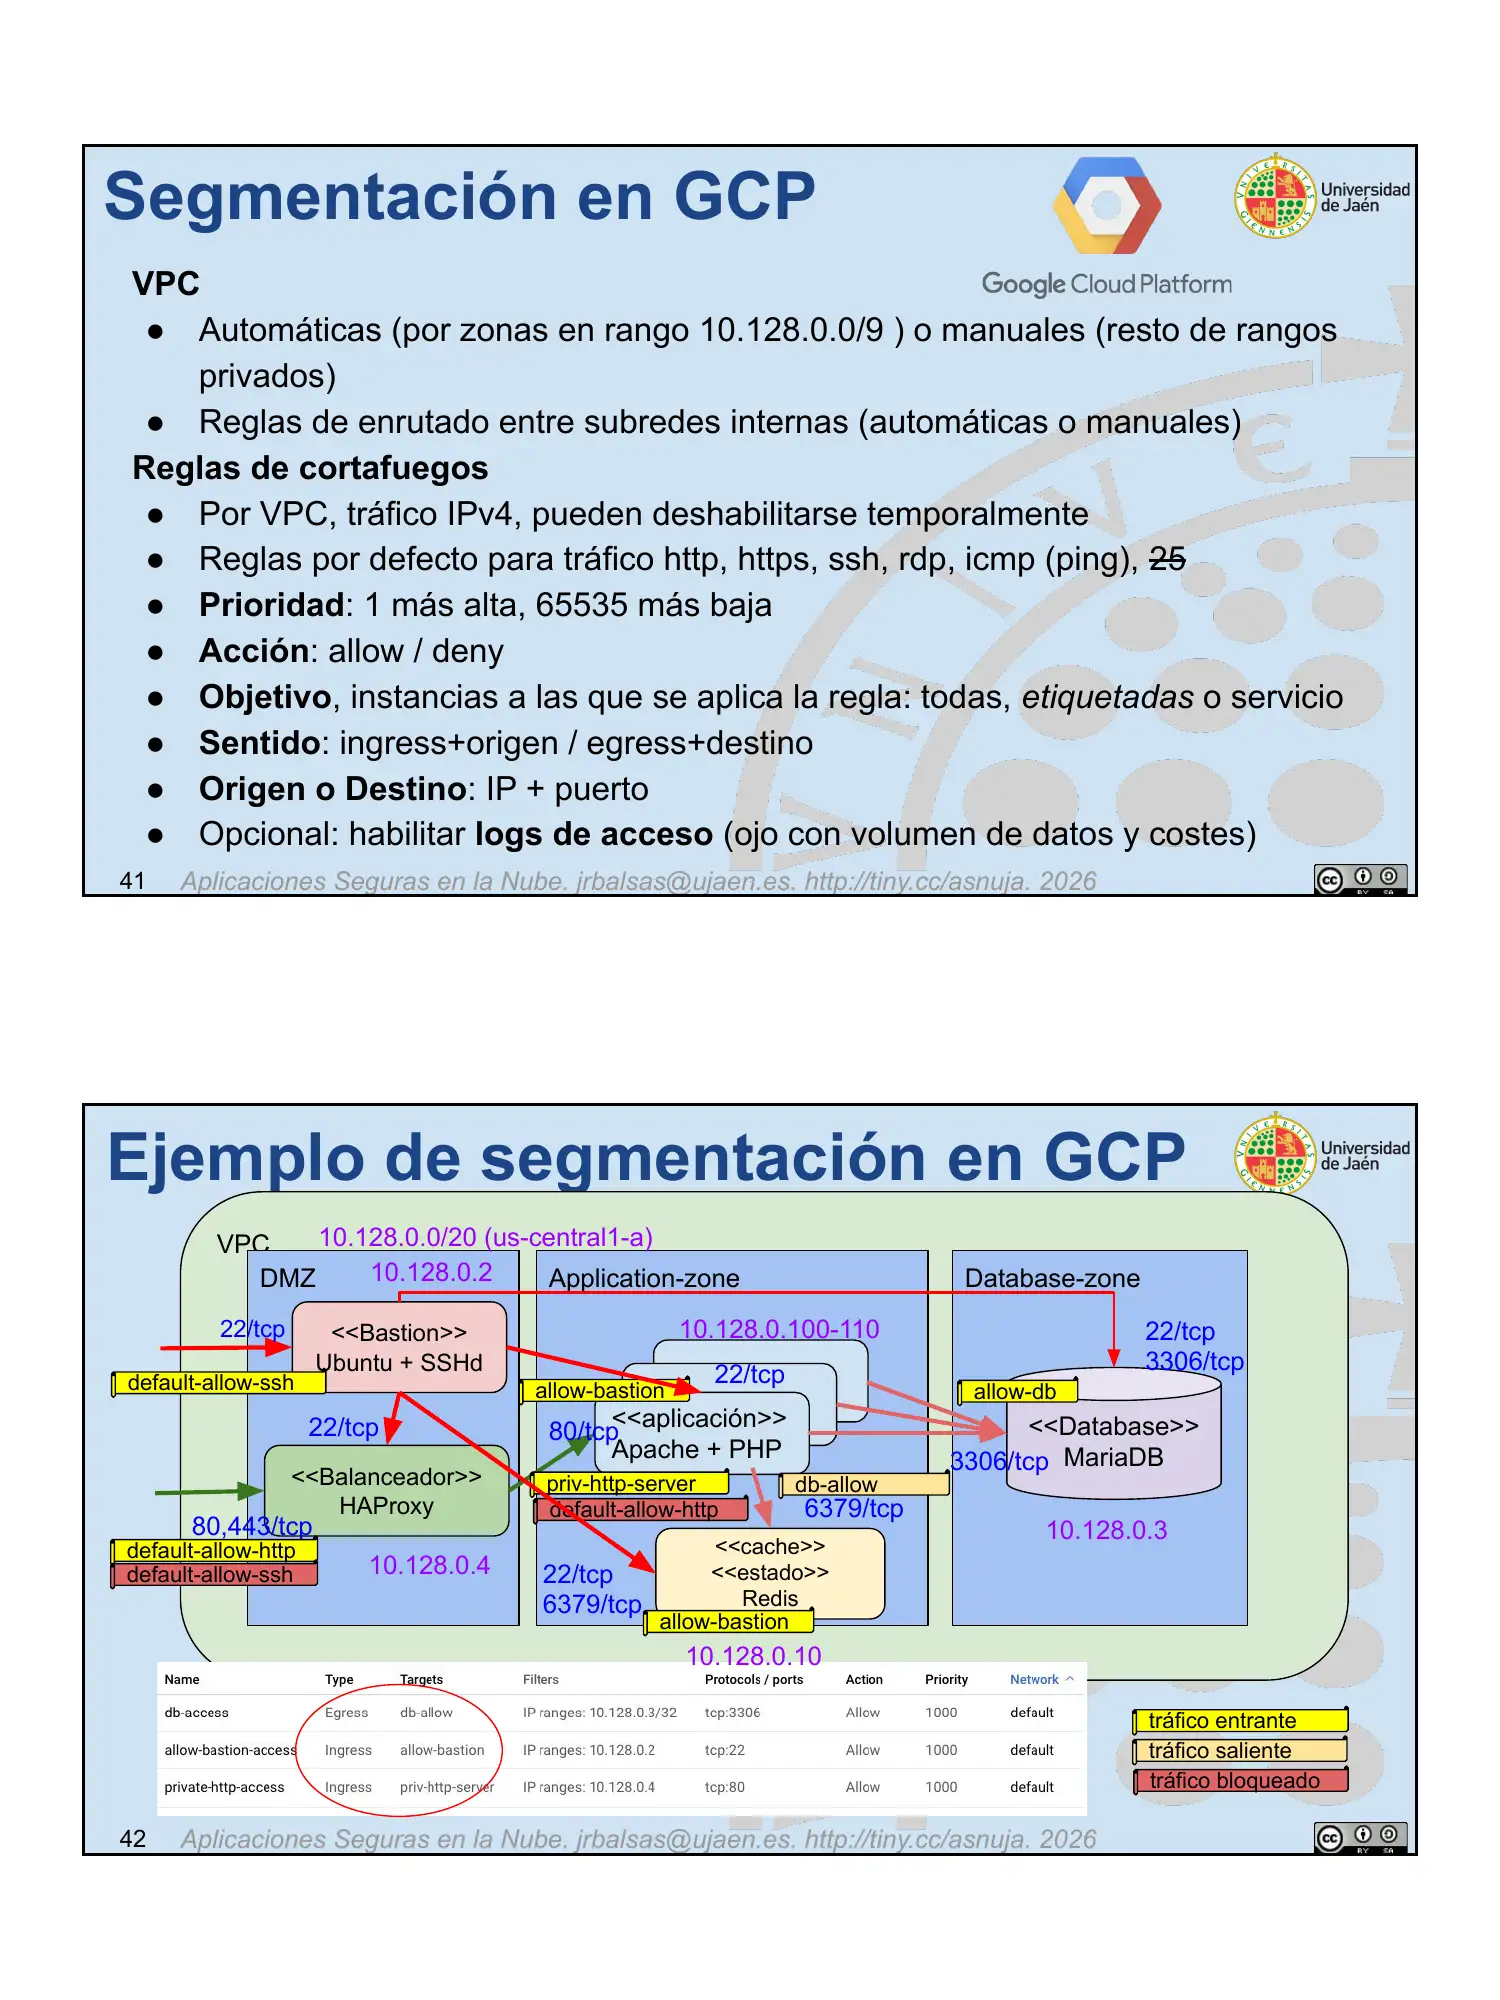 Segmentación en GCP
Universidad
de Jaén
Google Cloud Platform
VPC
● Automáticas (por zonas en rango 10.128.0.0/9 ) o manuales (resto de rangos
privados)
● Reglas de enrutado entre subredes internas (automáticas o manuales)
Reglas de cortafuegos
● Por VPC, tráfico IPv4, pueden deshabilitarse temporalmente
● Reglas por defecto para tráfico http, https, ssh, rdp, icmp (ping), 25
● Prioridad: 1 más alta, 65535 más baja
● Acción: allow / deny
● Objetivo, instancias a las que se aplica la regla: todas, etiquetadas o servicio
● Sentido: ingress+origen / egress+destino
● Origen o Destino: IP + puerto
● Opcional: habilitar logs de acceso (ojo con volumen de datos y costes)
41 Aplicaciones Seguras en la Nube. jrbalsas@ujaen.es. http://tiny.cc/asnuja. 2026
cc BY SA
Ejemplo de segmentación en GCP
Universidad
de Jaén
VPC 10.128.0.0/20 (us-central1-a)
DMZ 10.128.0.2
Application-zone
Database-zone
22/tcp
<<Bastion>>
Ubuntu + SSHd
default-allow-ssh
22/tcp
<<Balanceador>>
HAProxy
80,443/tcp
default-allow-http
default-allow-ssh
10.128.0.4
10.128.0.100-110
22/tcp
allow-bastion
80/tcp
<<aplicación>>
Apache + PHP
priv-http-server
default-allow-http
db-allow
6379/tcp
22/tcp
6379/tcp
<<cache>>
<<estado>>
Redis
allow-bastion
10.128.0.10
22/tcp
3306/tcp
allow-db
<<Database>>
MariaDB
3306/tcp
10.128.0.3
Name Type Targets Filters Protocols / ports Action Priority Network
db-access Egress db-allow IP ranges: 10.128.0.3/32 tcp:3306 Allow 1000 default
allow-bastion-access Ingress allow-bastion IP ranges: 10.128.0.2 tcp:22 Allow 1000 default
private-http-access Ingress priv-http-server IP ranges: 10.128.0.4 tcp:80 Allow 1000 default
tráfico entrante
tráfico saliente
tráfico bloqueado
42 Aplicaciones Seguras en la Nube. jrbalsas@ujaen.es. http://tiny.cc/asnuja. 2026
cc BY SA